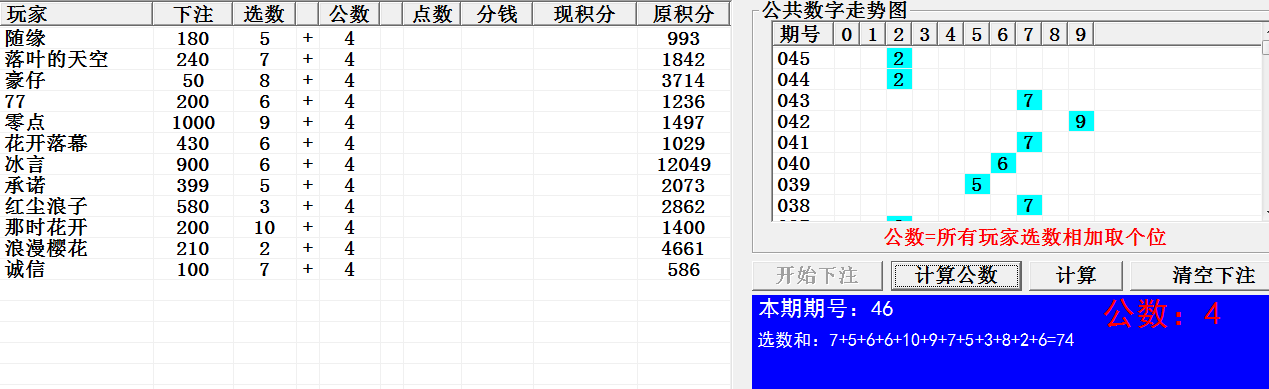 玩家 下注 选数 公数 点数 分钱 现积分 原积分
随缘 180 5 + 4 993
落叶的天空 240 7 + 4 1842
豪仔 50 8 + 4 3714
77 200 6 + 4 1236
零点 1000 9 + 4 1497
花开落幕 430 6 + 4 1029
冰言 900 6 + 4 12049
承诺 399 5 + 4 2073
红尘浪子 580 3 + 4 2862
那时花开 200 10 + 4 1400
浪漫樱花 210 2 + 4 4661
诚信 100 7 + 4 586
公共数字走势图
期号 0 1 2 3 4 5 6 7 8 9
045 2
044 2
043 7
042 9
041 7
040 6
039 5
038 7
公数=所有玩家选数相加取个位
开始下注 计算公数 计算 清空下注
本期期号：46 公数：4
选数和：7+5+6+6+10+9+7+5+3+8+2+6=74